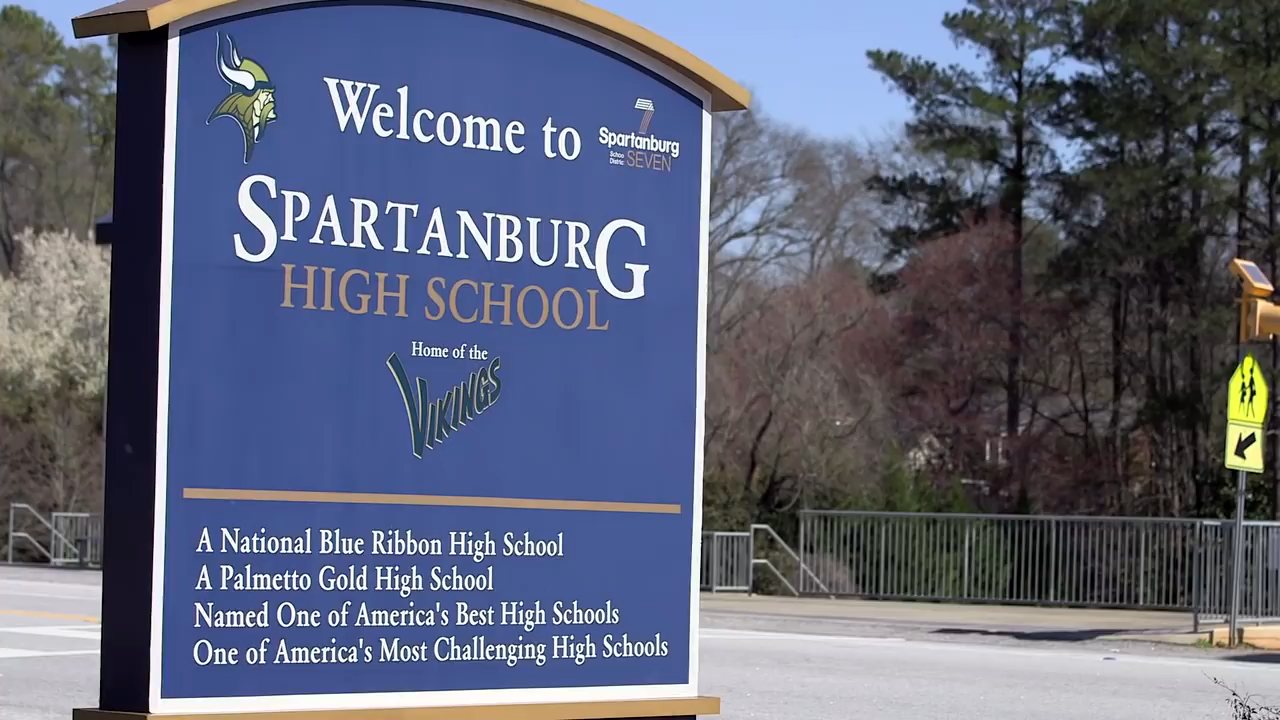 Welcome to
7
Spartanburg
School District SEVEN
SPARTANBURG
HIGH SCHOOL
Home of the
VIKINGS
A National Blue Ribbon High School
A Palmetto Gold High School
Named One of America's Best High Schools
One of America's Most Challenging High Schools